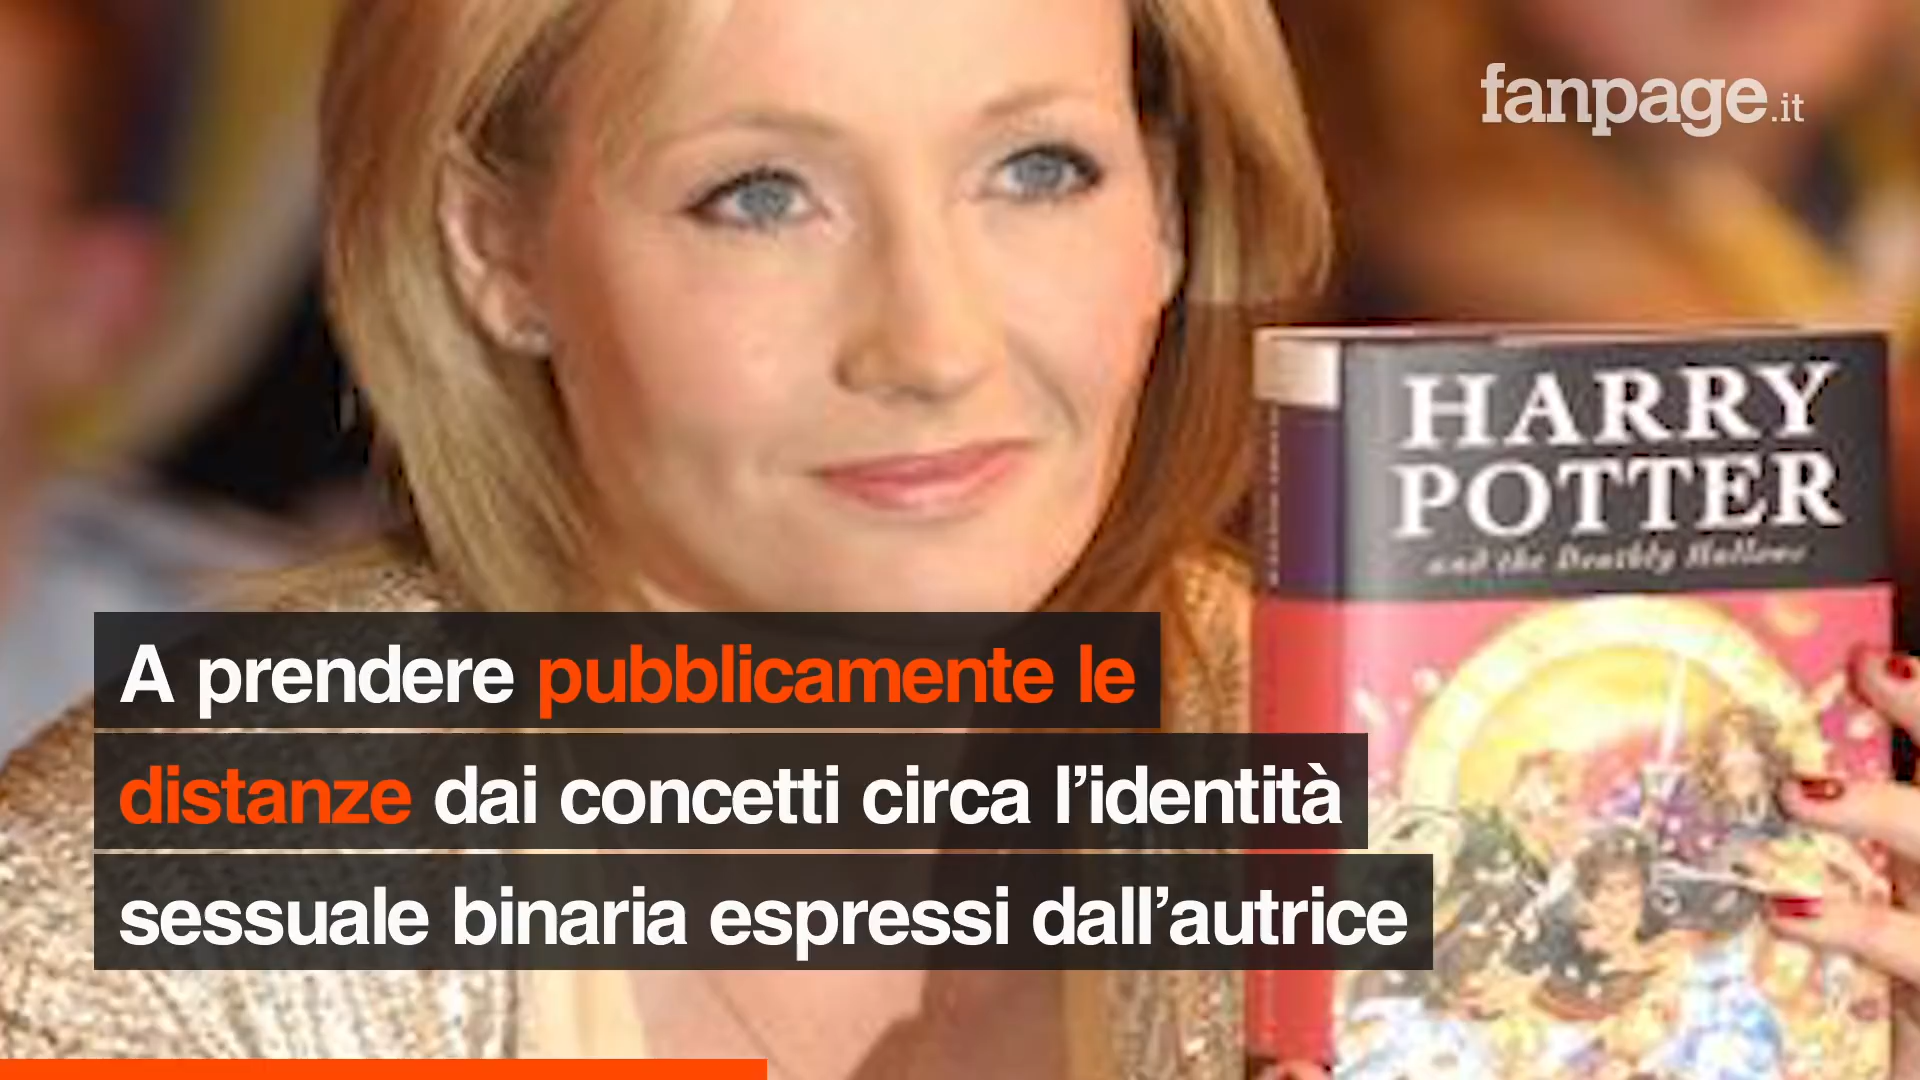 fanpage.it
HARRY
POTTER
and the Deathly Hallows
A prendere pubblicamente le
distanze dai concetti circa l’identità
sessuale binaria espressi dall’autrice